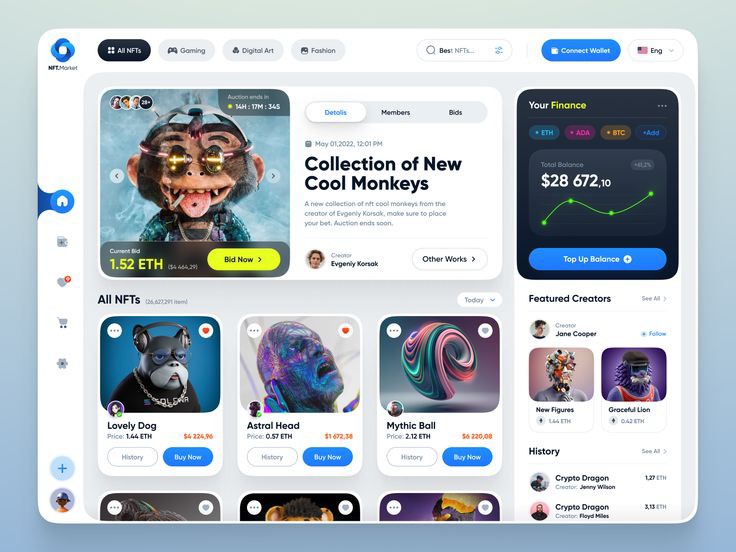 NFT.Market
All NFTs
Gaming
Digital Art
Fashion
Best NFTs...
Connect Wallet
Eng
28+
Auction ends in
14H : 17M : 34S
Current Bid
1.52 ETH ($4 464,29)
Bid Now
Details
Members
Bids
May 01,2022, 12:01 PM
Collection of New
Cool Monkeys
A new collection of nft cool monkeys from the
creator of Evgeniy Korsak, make sure to place
your bet. Auction ends soon.
Creator
Evgeniy Korsak
Other Works
Your Finance
ETH
ADA
BTC
+Add
Total Balance
+61,2%
$28 672,10
Top Up Balance
All NFTs (26,627,291 item)
Today
Lovely Dog
Price: 1.44 ETH
$4 224,96
History
Buy Now
Astral Head
Price: 0.57 ETH
$1 672,38
History
Buy Now
Mythic Ball
Price: 2.12 ETH
$6 220,08
History
Buy Now
Featured Creators
See All
Creator
Jane Cooper
Follow
New Figures
1.44 ETH
Graceful Lion
0.42 ETH
History
See All
Crypto Dragon
1,27 ETH
Creator: Jenny Wilson
Crypto Dragon
3,13 ETH
Creator: Floyd Miles